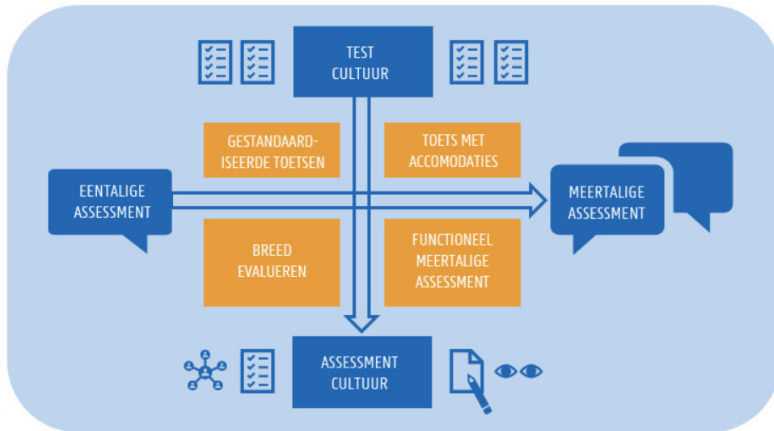 TEST
CULTUUR
GESTANDAARD-
ISEERDE TOETSEN
TOETS MET
ACCOMODATIES
EENTALIGE
ASSESSMENT
MEERTALIGE
ASSESSMENT
BREED
EVALUEREN
FUNCTIONEEL
MEERTALIGE
ASSESSMENT
ASSESSMENT
CULTUUR